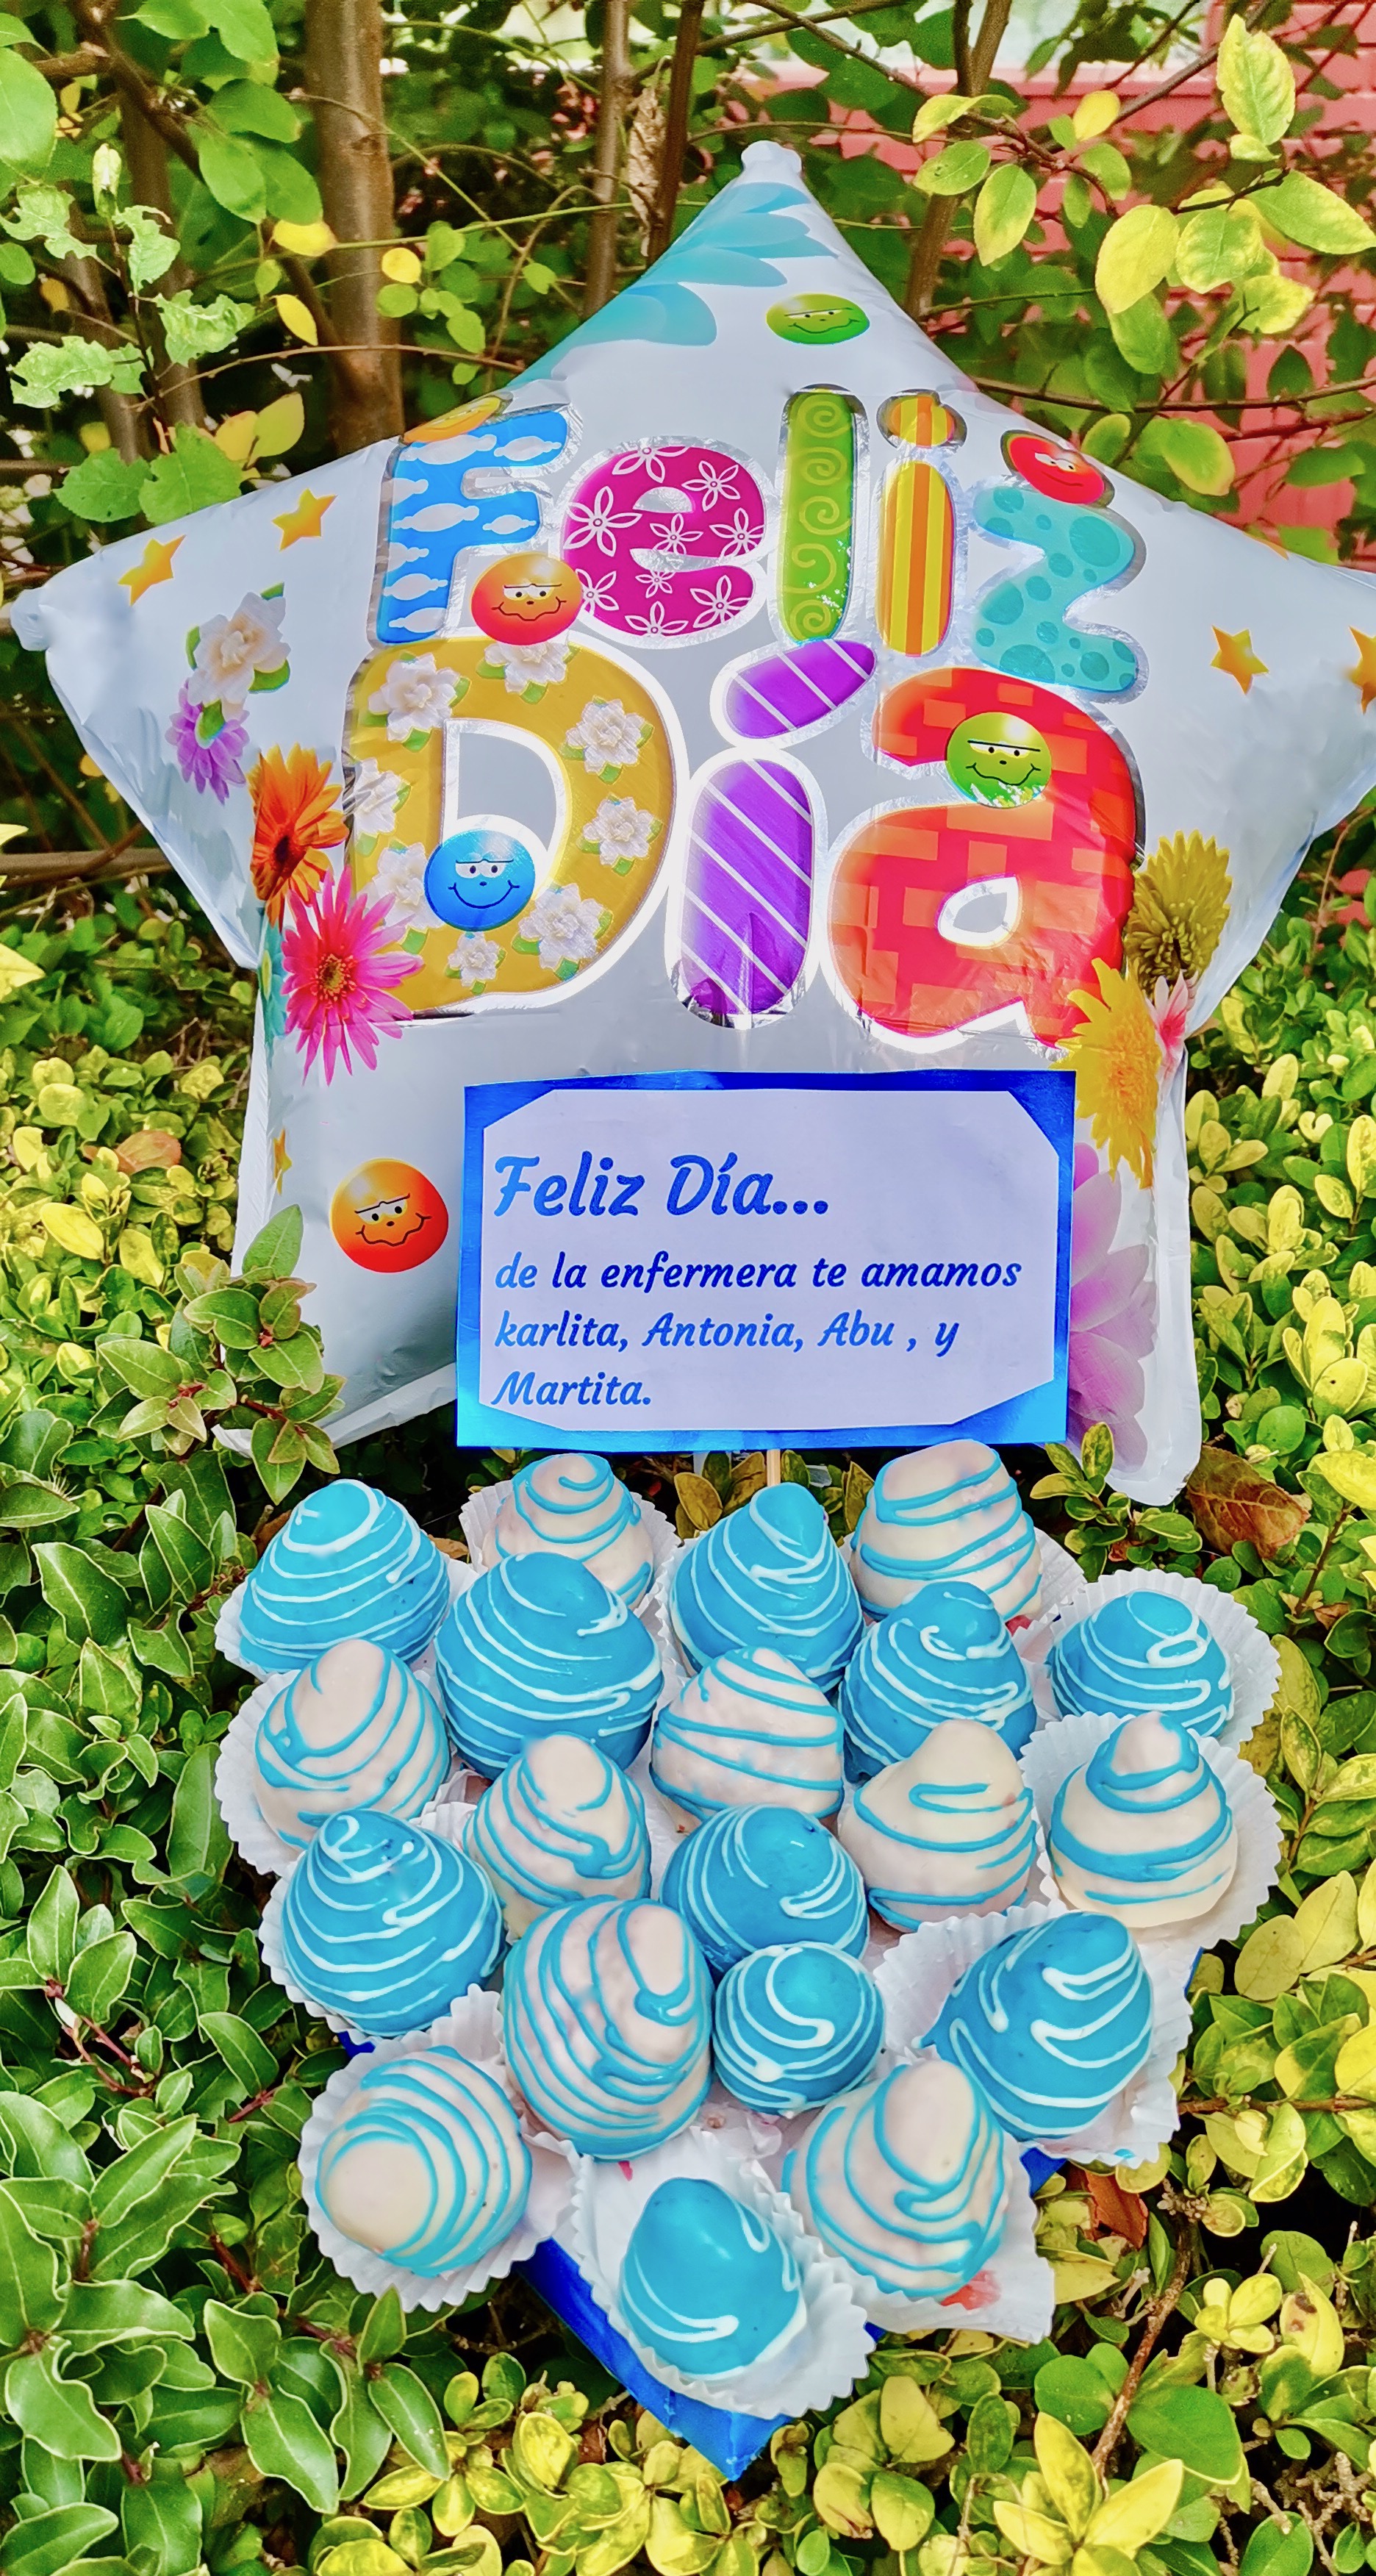 Feliz
Día
Feliz Día...
de la enfermera te amamos
karlita, Antonia, Abu , y
Martita.